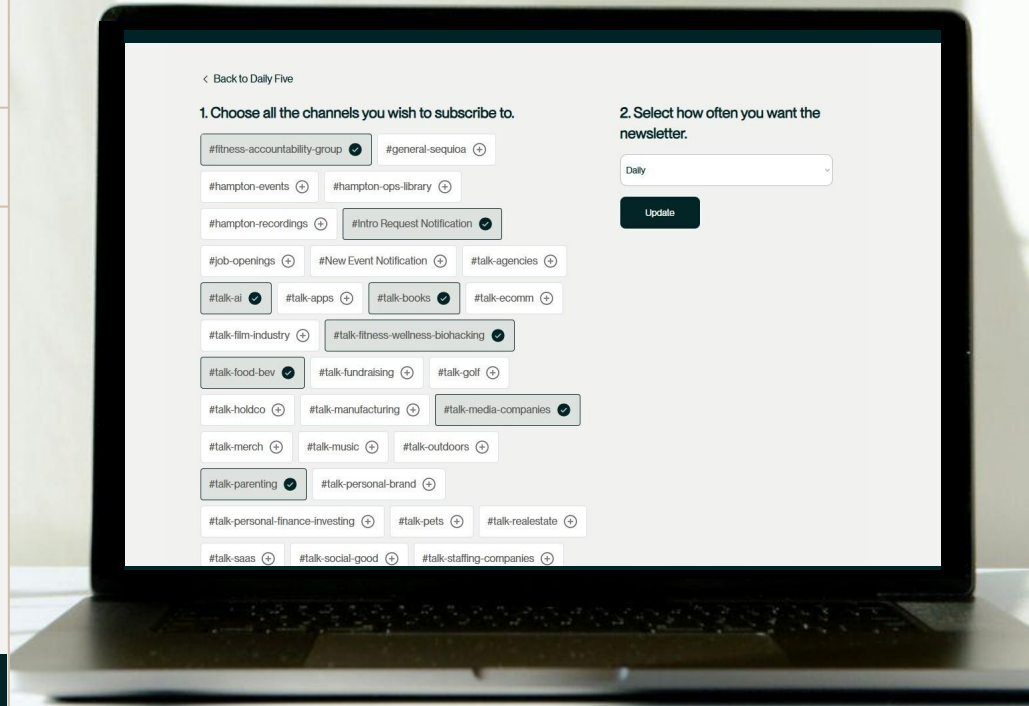 < Back to Daily Five
1. Choose all the channels you wish to subscribe to.
#fitness-accountability-group #general-sequioa
#hampton-events #hampton-ops-library
#hampton-recordings #Intro Request Notification
#job-openings #New Event Notification #talk-agencies
#talk-ai #talk-apps #talk-books #talk-ecomm
#talk-film-industry #talk-fitness-wellness-biohacking
#talk-food-bev #talk-fundraising #talk-golf
#talk-holdco #talk-manufacturing #talk-media-companies
#talk-merch #talk-music #talk-outdoors
#talk-parenting #talk-personal-brand
#talk-personal-finance-investing #talk-pets #talk-realestate
#talk-saas #talk-social-good #talk-staffing-companies
2. Select how often you want the
newsletter.
Daily
Update